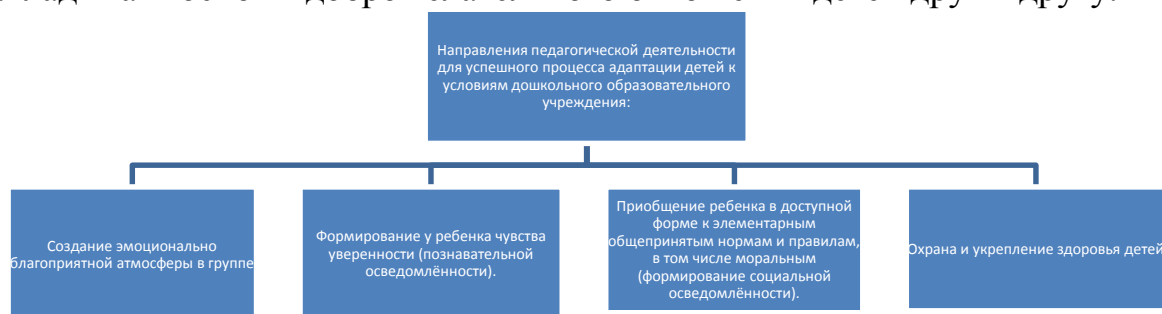 Направления педагогической деятельности
для успешного процесса адаптации детей к
условиям дошкольного образовательного
учреждения:
Создание эмоционально
благоприятной атмосферы в группе
Формирование у ребенка чувства
уверенности (познавательной
осведомлённости).
Приобщение ребенка в доступной
форме к элементарным
общепринятым нормам и правилам,
в том числе моральным
(формирование социальной
осведомлённости).
Охрана и укрепление здоровья детей